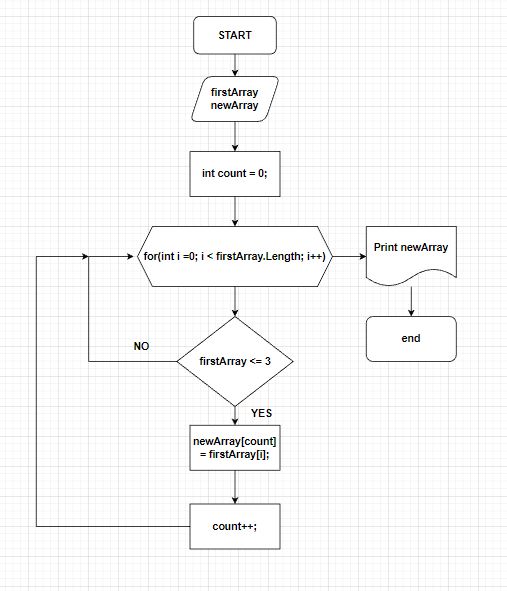 START
firstArray
newArray
int count = 0;
for(int i =0; i < firstArray.Length; i++)
Print newArray
end
firstArray <= 3
NO
YES
newArray[count]
= firstArray[i];
count++;